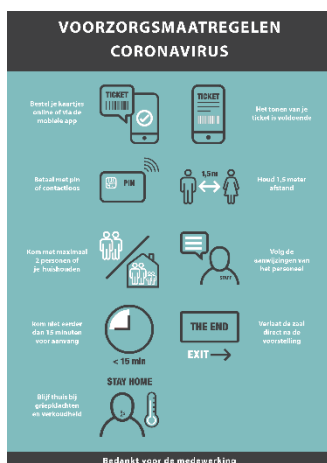 VOORZORGSMAATREGELEN
CORONAVIRUS
Bestel je kaartjes
online of via de
mobiele app
TICKET
TICKET
Het tonen van je
ticket is voldoende
Betaal met pin
of contactloos
PIN
1,5m
Houd 1,5 meter
afstand
Kom met maximaal
2 personen of
je huishouden
STAFF
Volg de
aanwijzingen van
het personeel
Kom niet eerder
dan 15 minuten
voor aanvang
< 15 min
THE END
EXIT
Verlaat de zaal
direct na de
voorstelling
STAY HOME
Blijf thuis bij
griepklachten
en verkoudheid
Bedankt voor de medewerking